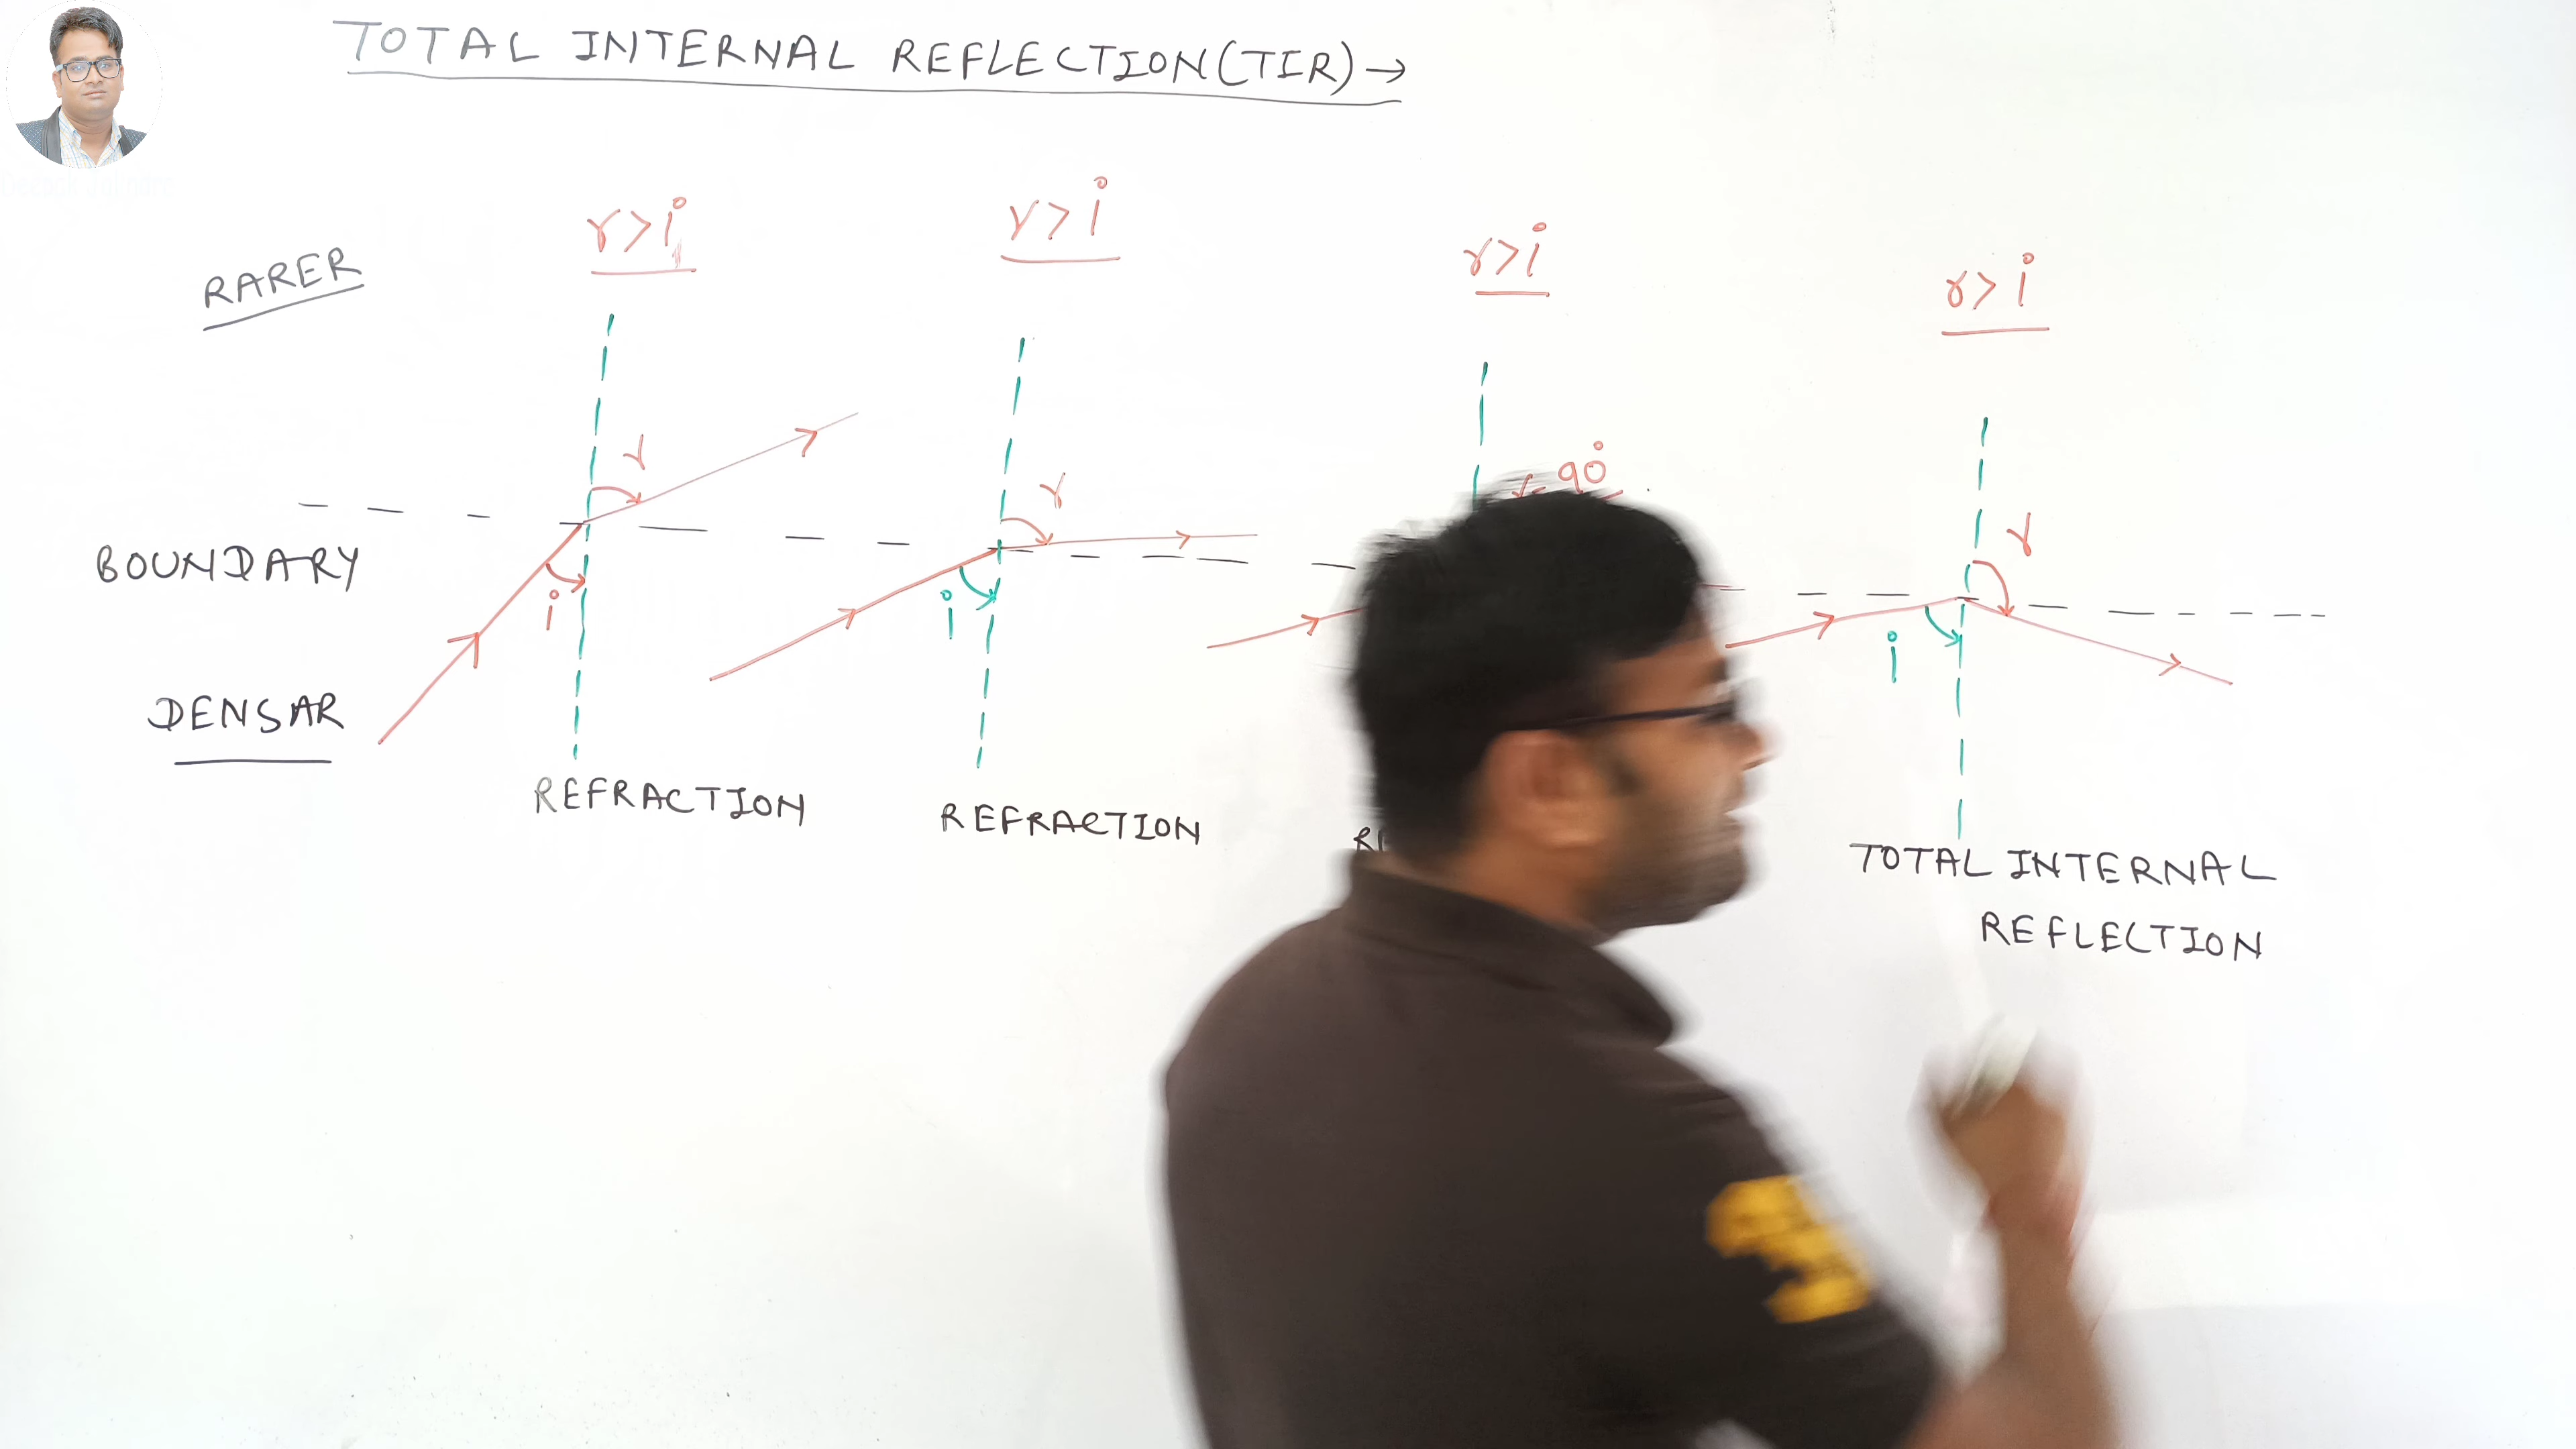 TOTAL INTERNAL REFLECTION(TIR)→
r>i
r>i
r>i
r>i
RARER
r
r
90°
r
BOUNDARY
i
i
i
DENSAR
REFRACTION
REFRACTION
TOTAL INTERNAL
REFLECTION